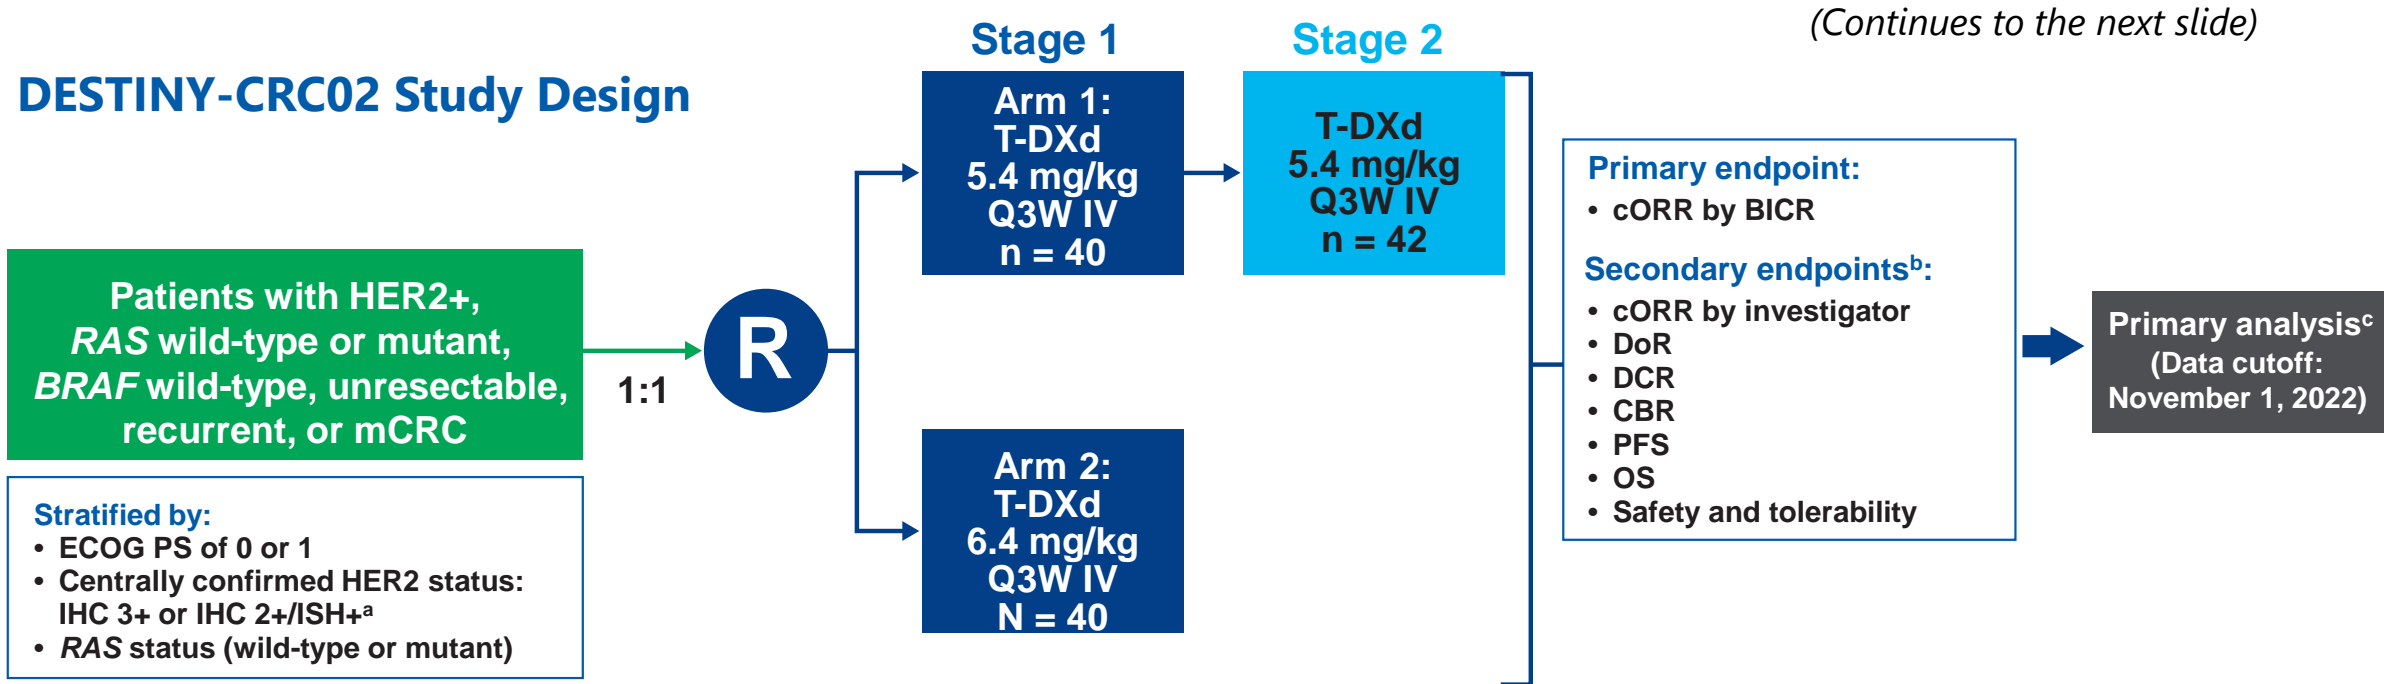 (Continues to the next slide)
DESTINY-CRC02 Study Design
Patients with HER2+,
RAS wild-type or mutant,
BRAF wild-type, unresectable,
recurrent, or mCRC
Stratified by:
• ECOG PS of 0 or 1
• Centrally confirmed HER2 status:
IHC 3+ or IHC 2+/ISH+ᵃ
• RAS status (wild-type or mutant)
1:1
R
Stage 1
Arm 1:
T-DXd
5.4 mg/kg
Q3W IV
n = 40
Arm 2:
T-DXd
6.4 mg/kg
Q3W IV
N = 40
Stage 2
T-DXd
5.4 mg/kg
Q3W IV
n = 42
Primary endpoint:
• cORR by BICR
Secondary endpointsᵇ:
• cORR by investigator
• DoR
• DCR
• CBR
• PFS
• OS
• Safety and tolerability
Primary analysisᶜ
(Data cutoff:
November 1, 2022)